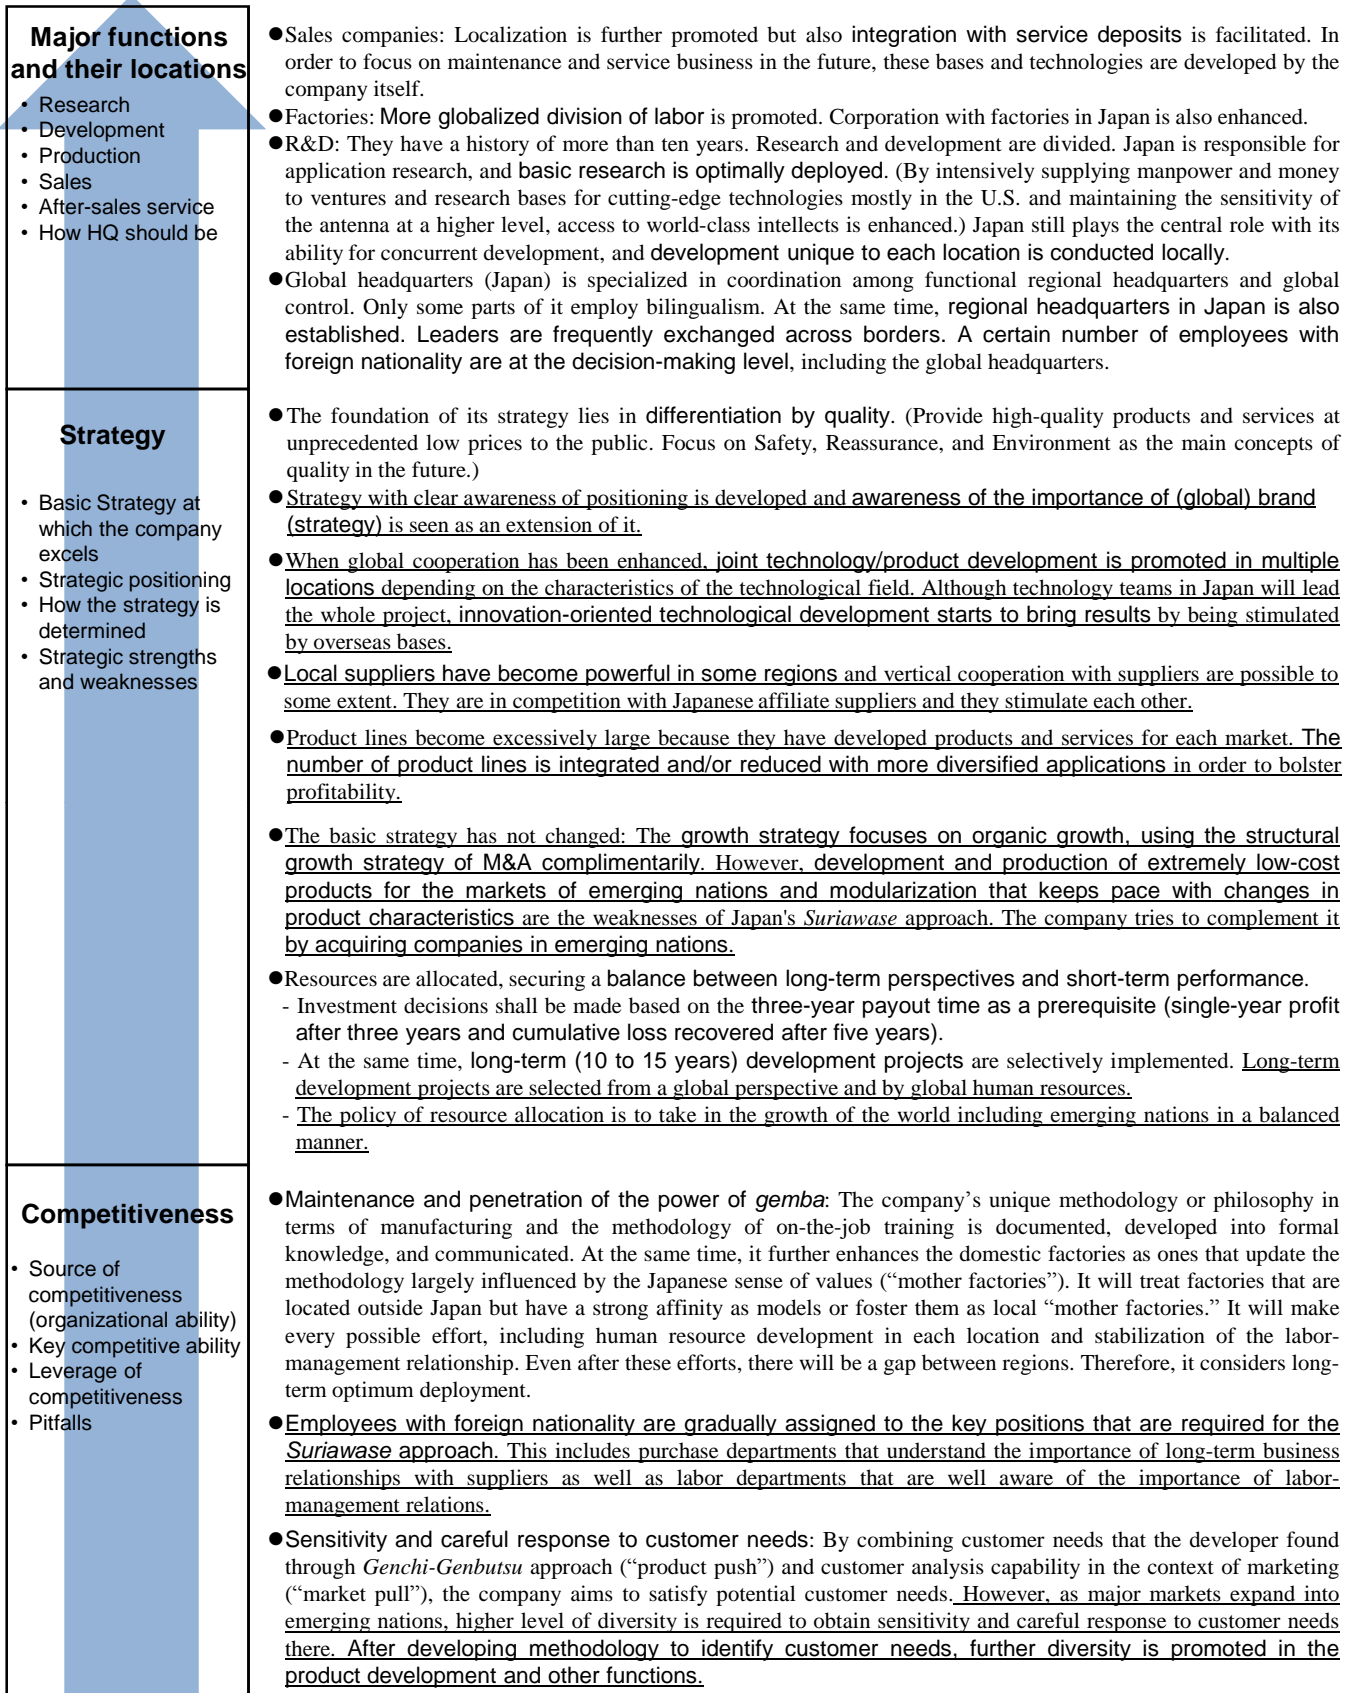 Major functions
and their locations
• Research
• Development
• Production
• Sales
• After-sales service
• How HQ should be
●Sales companies: Localization is further promoted but also integration with service deposits is facilitated. In
order to focus on maintenance and service business in the future, these bases and technologies are developed by the
company itself.
●Factories: More globalized division of labor is promoted. Corporation with factories in Japan is also enhanced.
●R&D: They have a history of more than ten years. Research and development are divided. Japan is responsible for
application research, and basic research is optimally deployed. (By intensively supplying manpower and money
to ventures and research bases for cutting-edge technologies mostly in the U.S. and maintaining the sensitivity of
the antenna at a higher level, access to world-class intellects is enhanced.) Japan still plays the central role with its
ability for concurrent development, and development unique to each location is conducted locally.
●Global headquarters (Japan) is specialized in coordination among functional regional headquarters and global
control. Only some parts of it employ bilingualism. At the same time, regional headquarters in Japan is also
established. Leaders are frequently exchanged across borders. A certain number of employees with
foreign nationality are at the decision-making level, including the global headquarters.
Strategy
• Basic Strategy at
which the company
excels
• Strategic positioning
• How the strategy is
determined
• Strategic strengths
and weaknesses
●The foundation of its strategy lies in differentiation by quality. (Provide high-quality products and services at
unprecedented low prices to the public. Focus on Safety, Reassurance, and Environment as the main concepts of
quality in the future.)
●Strategy with clear awareness of positioning is developed and awareness of the importance of (global) brand
(strategy) is seen as an extension of it.
●When global cooperation has been enhanced, joint technology/product development is promoted in multiple
locations depending on the characteristics of the technological field. Although technology teams in Japan will lead
the whole project, innovation-oriented technological development starts to bring results by being stimulated
by overseas bases.
●Local suppliers have become powerful in some regions and vertical cooperation with suppliers are possible to
some extent. They are in competition with Japanese affiliate suppliers and they stimulate each other.
●Product lines become excessively large because they have developed products and services for each market. The
number of product lines is integrated and/or reduced with more diversified applications in order to bolster
profitability.
●The basic strategy has not changed: The growth strategy focuses on organic growth, using the structural
growth strategy of M&A complimentarily. However, development and production of extremely low-cost
products for the markets of emerging nations and modularization that keeps pace with changes in
product characteristics are the weaknesses of Japan's Suriawase approach. The company tries to complement it
by acquiring companies in emerging nations.
●Resources are allocated, securing a balance between long-term perspectives and short-term performance.
- Investment decisions shall be made based on the three-year payout time as a prerequisite (single-year profit
after three years and cumulative loss recovered after five years).
- At the same time, long-term (10 to 15 years) development projects are selectively implemented. Long-term
development projects are selected from a global perspective and by global human resources.
- The policy of resource allocation is to take in the growth of the world including emerging nations in a balanced
manner.
Competitiveness
• Source of
competitiveness
(organizational ability)
• Key competitive ability
• Leverage of
competitiveness
• Pitfalls
●Maintenance and penetration of the power of gemba: The company’s unique methodology or philosophy in
terms of manufacturing and the methodology of on-the-job training is documented, developed into formal
knowledge, and communicated. At the same time, it further enhances the domestic factories as ones that update the
methodology largely influenced by the Japanese sense of values (“mother factories”). It will treat factories that are
located outside Japan but have a strong affinity as models or foster them as local “mother factories.” It will make
every possible effort, including human resource development in each location and stabilization of the labor-
management relationship. Even after these efforts, there will be a gap between regions. Therefore, it considers long-
term optimum deployment.
●Employees with foreign nationality are gradually assigned to the key positions that are required for the
Suriawase approach. This includes purchase departments that understand the importance of long-term business
relationships with suppliers as well as labor departments that are well aware of the importance of labor-
management relations.
●Sensitivity and careful response to customer needs: By combining customer needs that the developer found
through Genchi-Genbutsu approach (“product push”) and customer analysis capability in the context of marketing
(“market pull”), the company aims to satisfy potential customer needs. However, as major markets expand into
emerging nations, higher level of diversity is required to obtain sensitivity and careful response to customer needs
there. After developing methodology to identify customer needs, further diversity is promoted in the
product development and other functions.